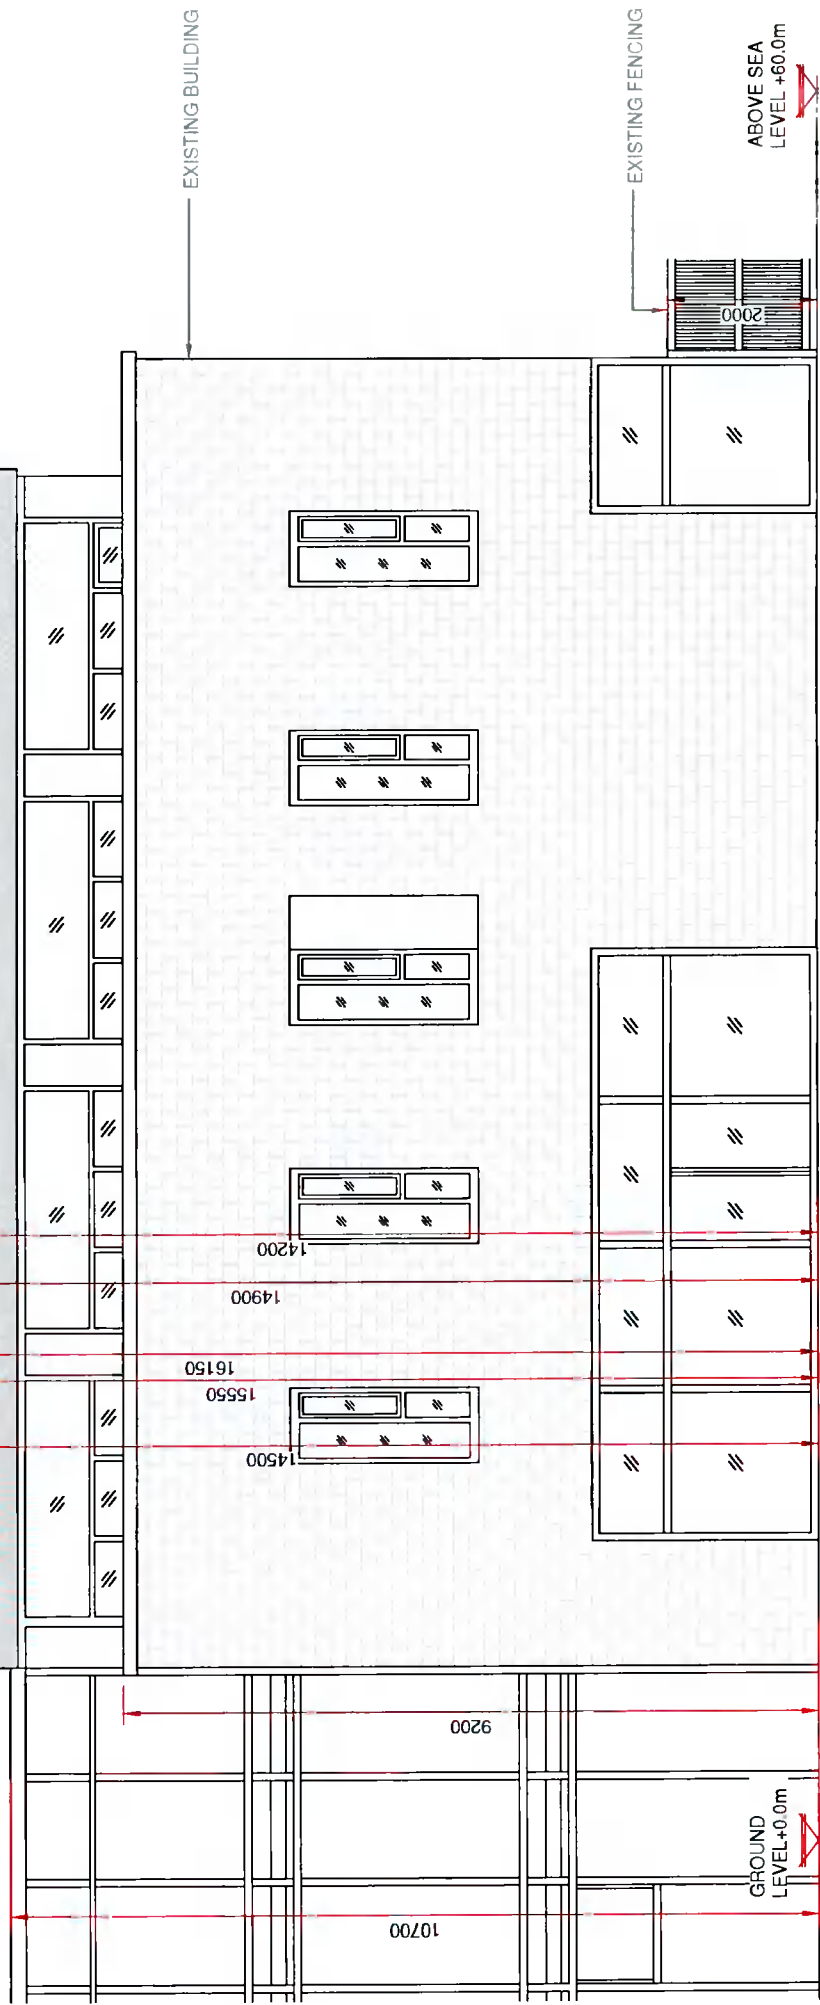 EXISTING BUILDING
EXISTING FENCING
ABOVE SEA
LEVEL +60.0m
2000
14200
14900
16150
15550
14500
9200
10700
GROUND
LEVEL+0.0m